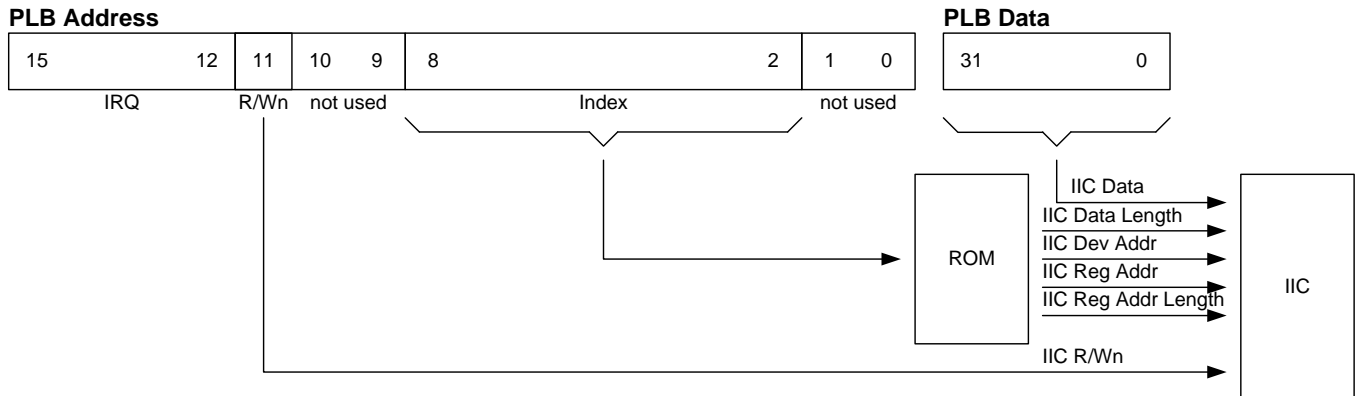 PLB Address PLB Data
15 12 11 10 9 8 2 1 0 31 0
IRQ R/Wn not used Index not used
IIC Data
IIC Data Length
IIC Dev Addr
ROM
IIC Reg Addr
IIC
IIC Reg Addr Length
IIC R/Wn